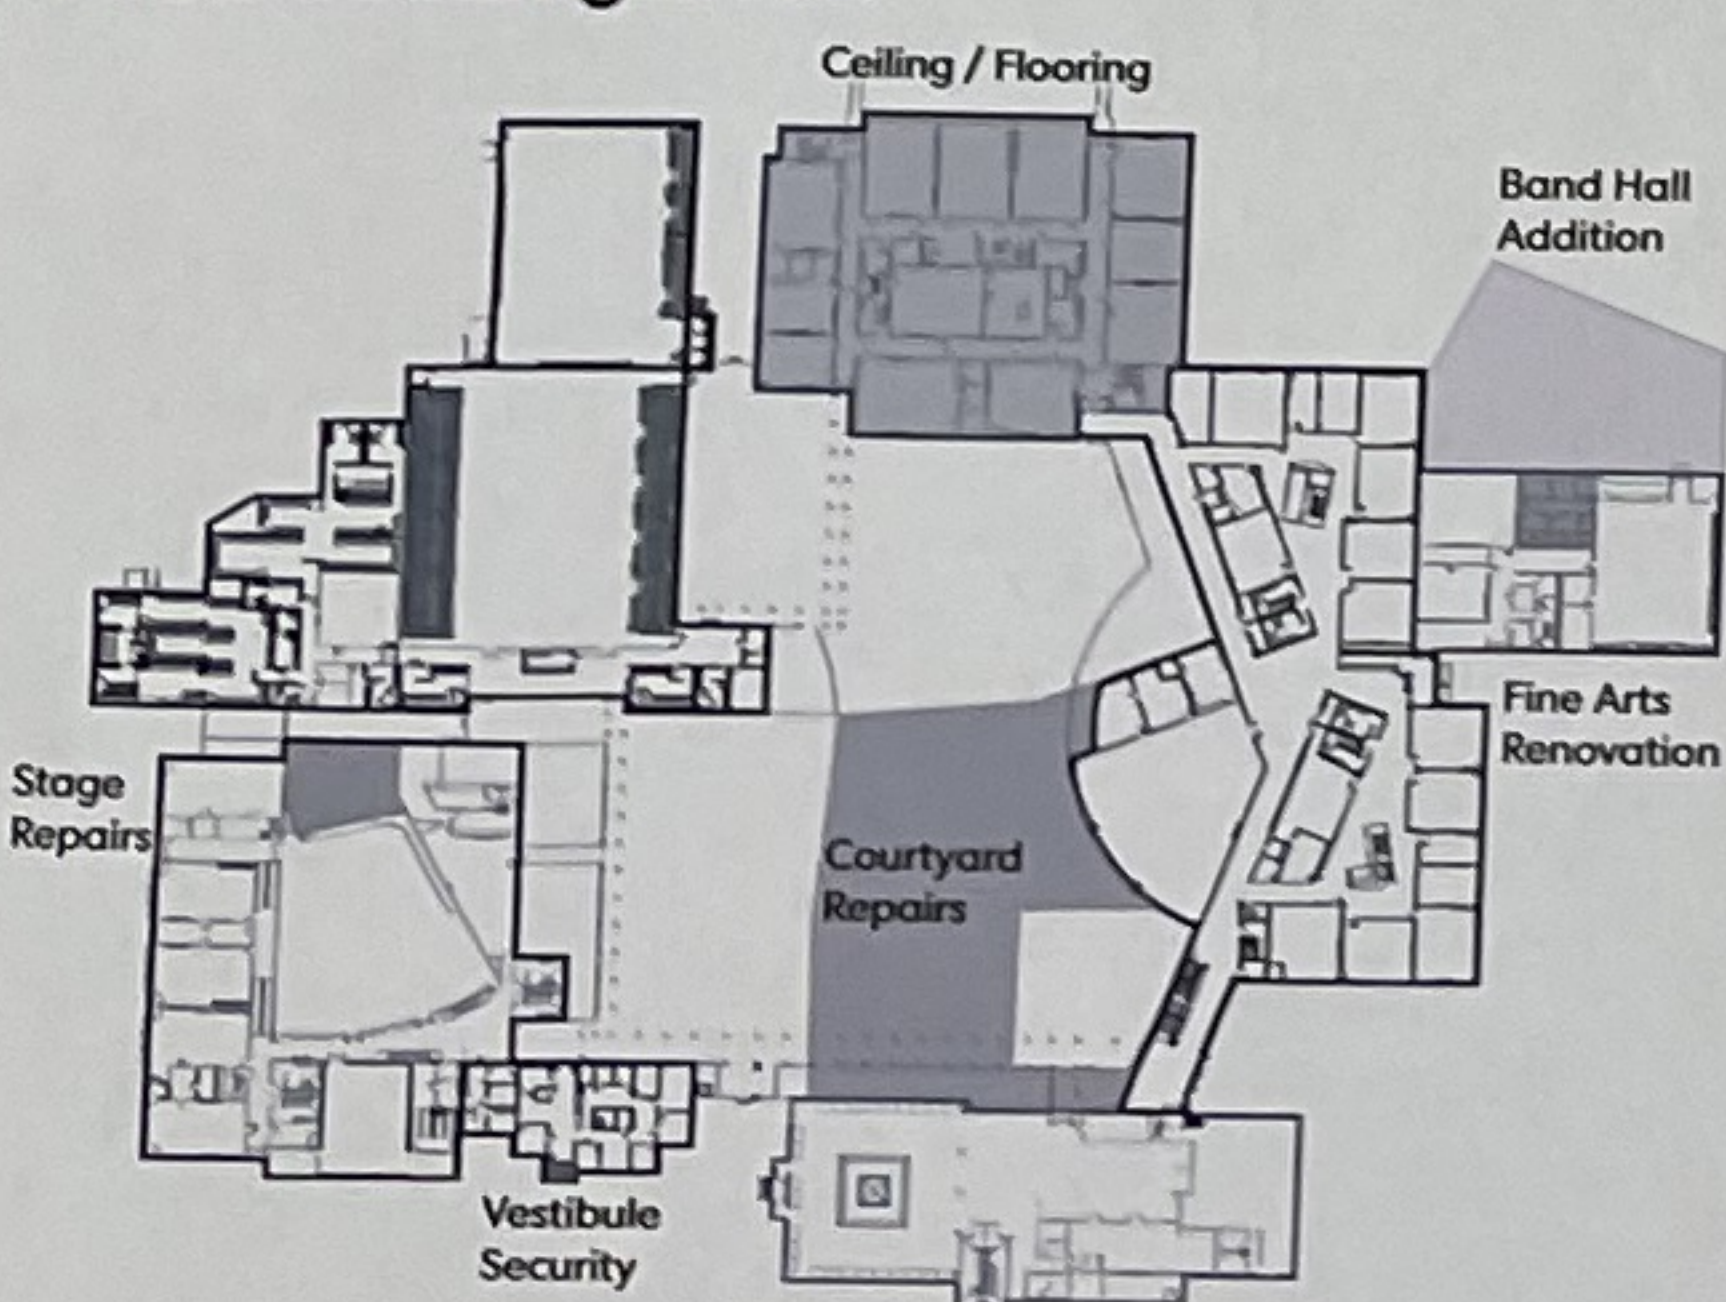 Ceiling / Flooring
Band Hall
Addition
Fine Arts
Renovation
Stage
Repairs
Courtyard
Repairs
Vestibule
Security